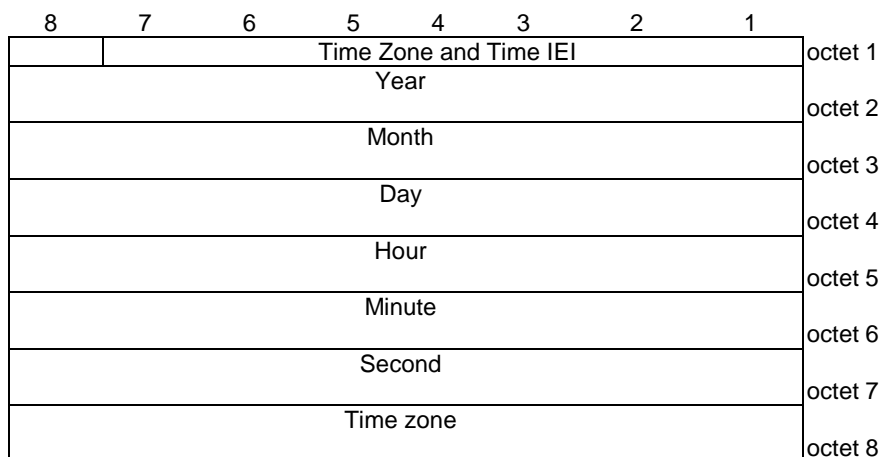 8 7 6 5 4 3 2 1
Time Zone and Time IEI octet 1
Year
octet 2
Month
octet 3
Day
octet 4
Hour
octet 5
Minute
octet 6
Second
octet 7
Time zone
octet 8